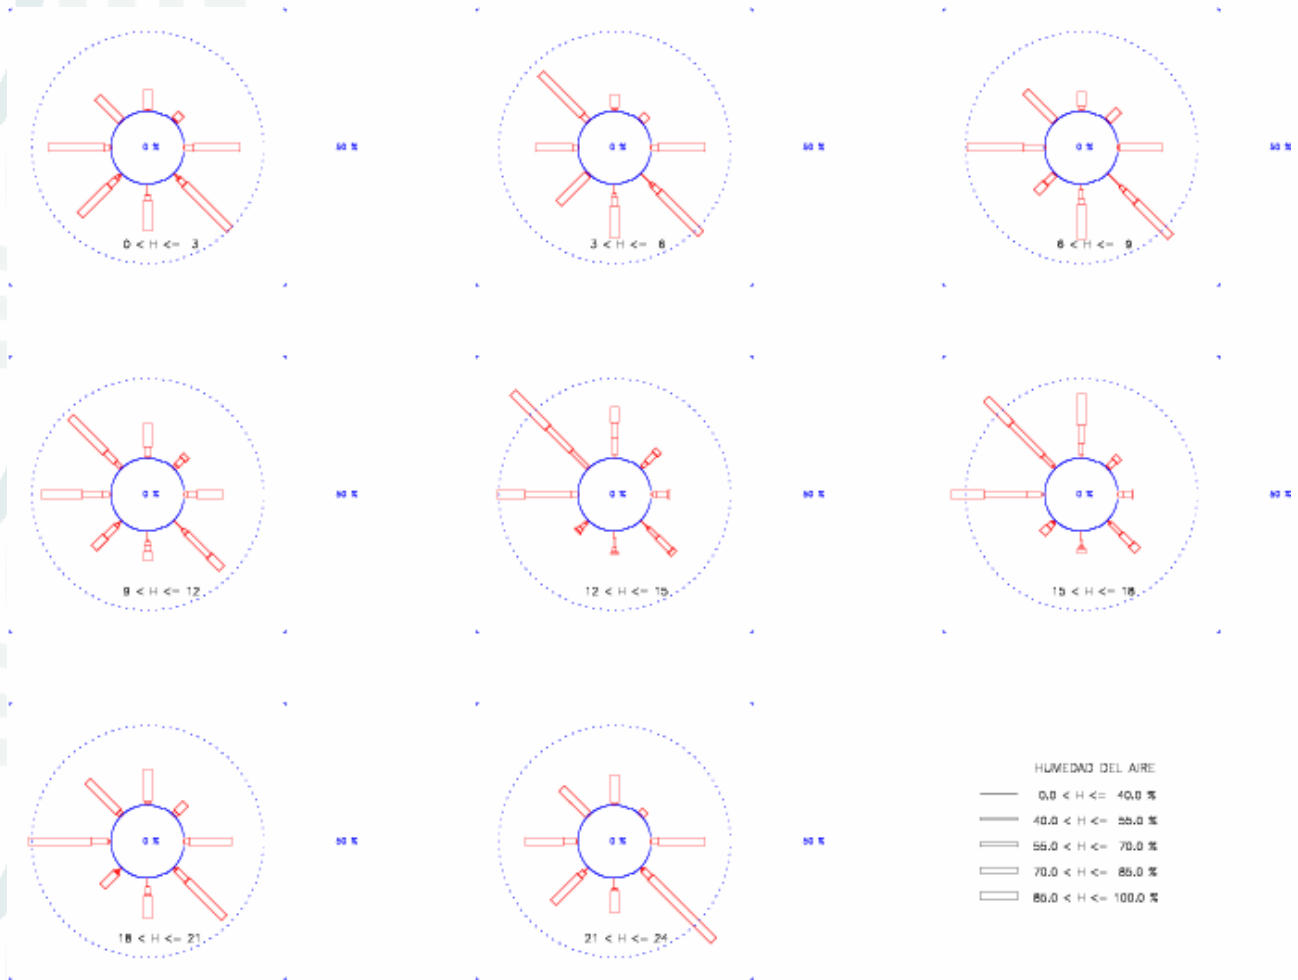 0 %
50 %
0 < H <= 3
0 %
50 %
3 < H <= 6
0 %
50 %
6 < H <= 9
0 %
50 %
9 < H <= 12
0 %
50 %
12 < H <= 15
0 %
50 %
15 < H <= 18
0 %
50 %
18 < H <= 21
0 %
50 %
21 < H <= 24
HUMEDAD DEL AIRE
0.0 < H <= 40.0 %
40.0 < H <= 55.0 %
55.0 < H <= 70.0 %
70.0 < H <= 85.0 %
85.0 < H <= 100.0 %